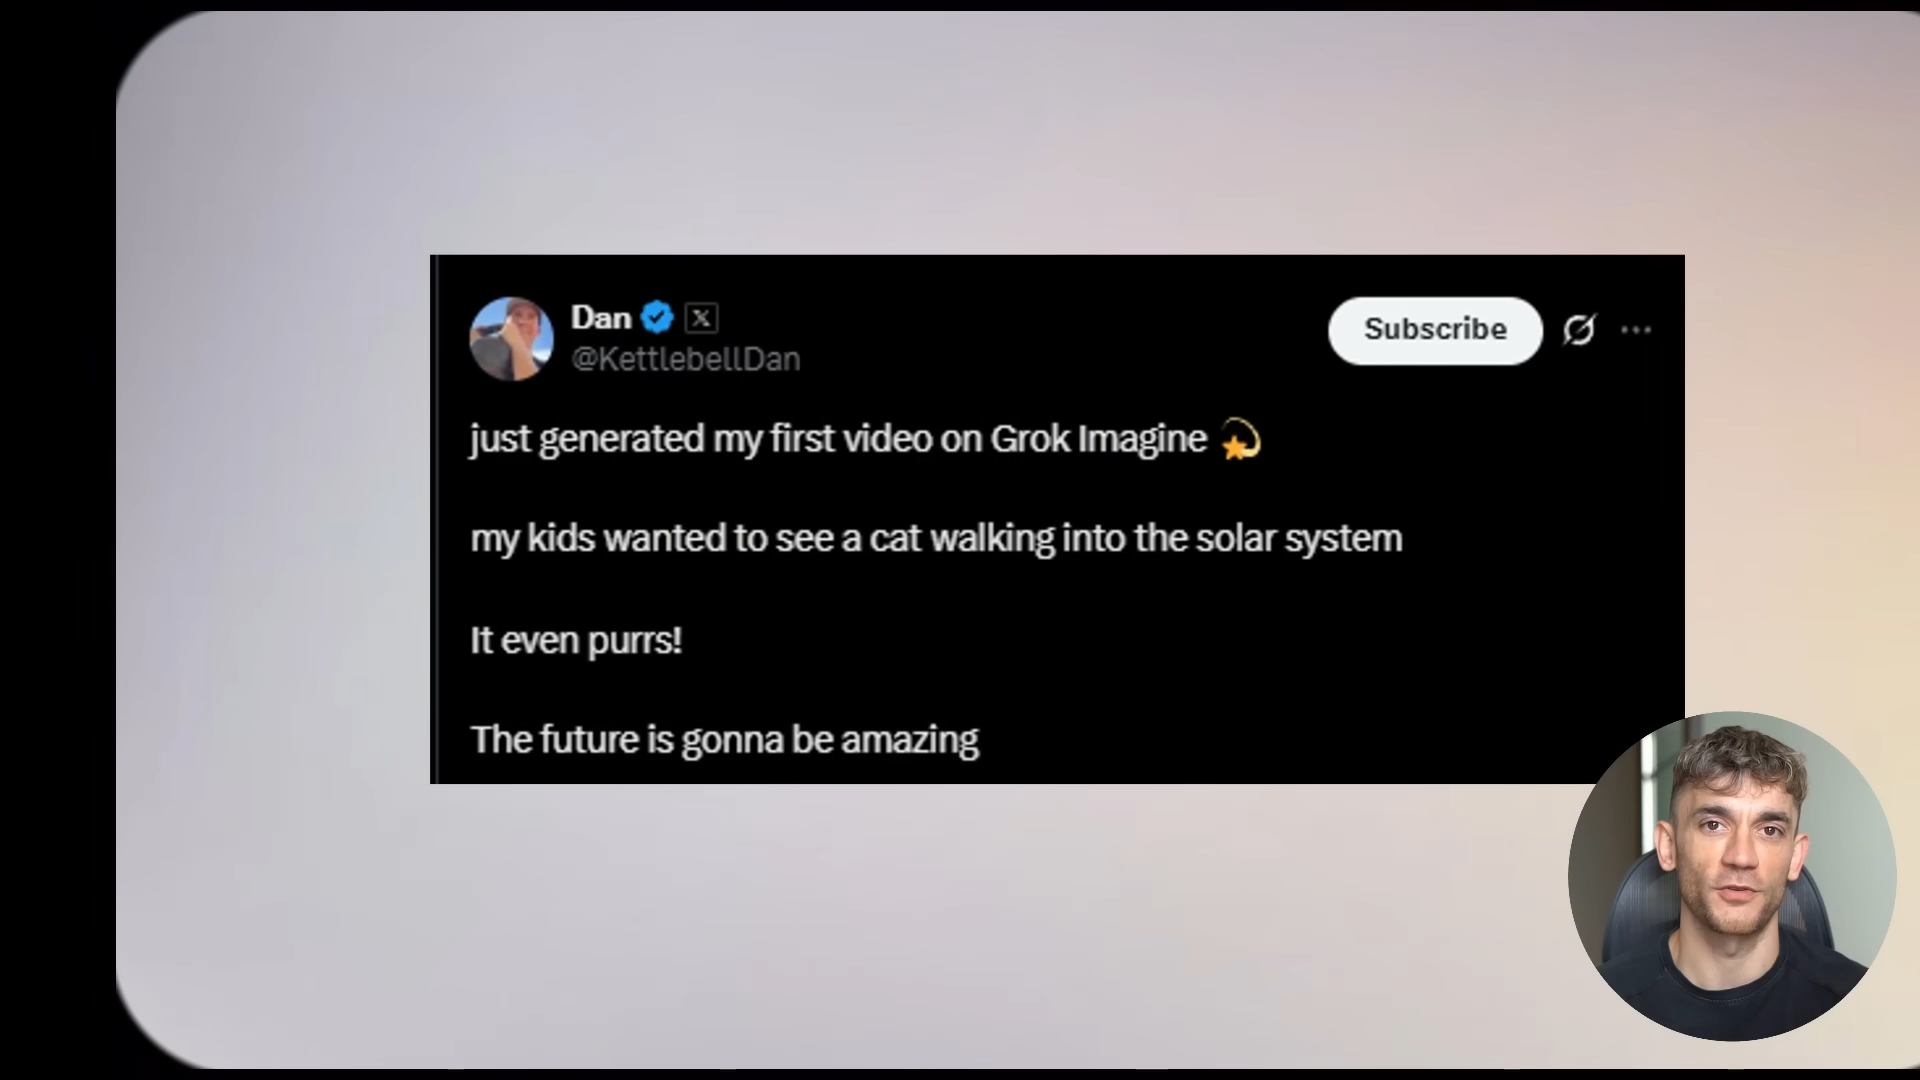 Dan
@KettlebellDan
Subscribe
just generated my first video on Grok Imagine 💫
my kids wanted to see a cat walking into the solar system
It even purrs!
The future is gonna be amazing